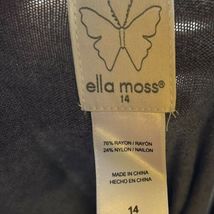 ella moss®
14
76% RAYON / RAYÓN
24% NYLON / NAILON
MADE IN CHINA
HECHO EN CHINA
14